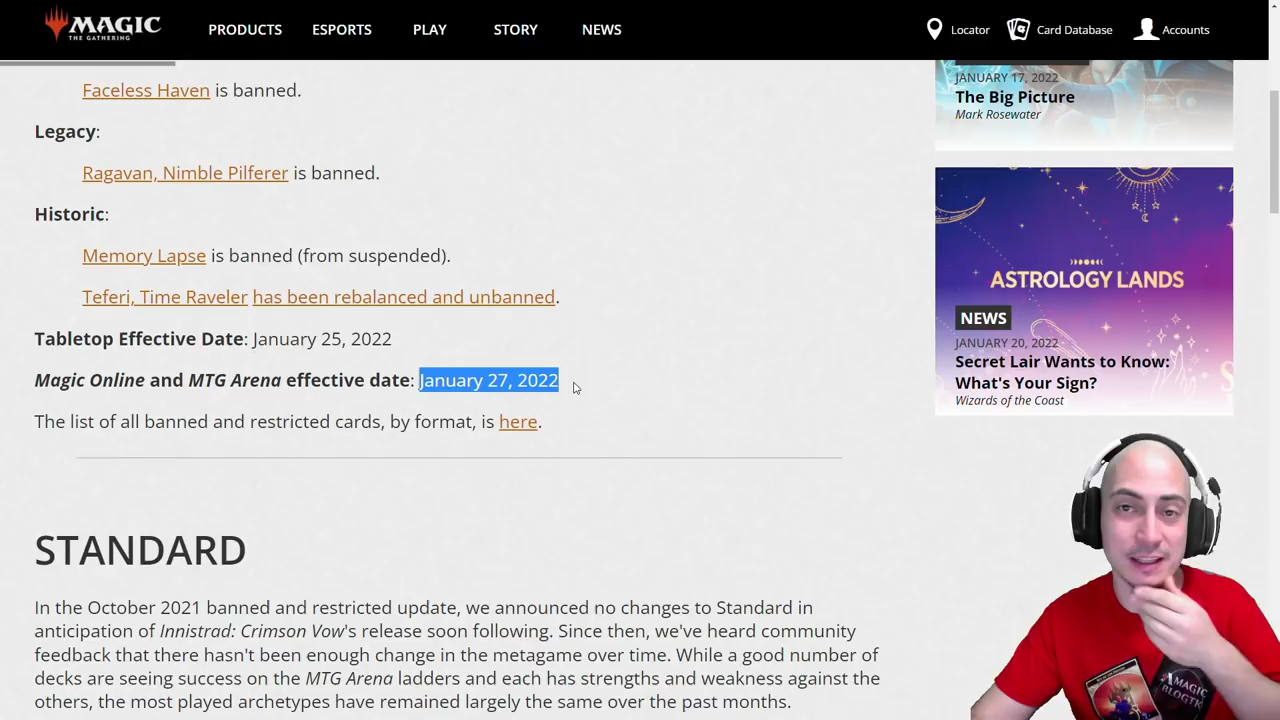 MAGIC
THE GATHERING
PRODUCTS
ESPORTS
PLAY
STORY
NEWS
Locator
Card Database
Accounts
Faceless Haven is banned.
Legacy:
Ragavan, Nimble Pilferer is banned.
Historic:
Memory Lapse is banned (from suspended).
Teferi, Time Raveler has been rebalanced and unbanned.
Tabletop Effective Date: January 25, 2022
Magic Online and MTG Arena effective date: January 27, 2022
The list of all banned and restricted cards, by format, is here.
STANDARD
In the October 2021 banned and restricted update, we announced no changes to Standard in
anticipation of Innistrad: Crimson Vow's release soon following. Since then, we've heard community
feedback that there hasn't been enough change in the metagame over time. While a good number of
decks are seeing success on the MTG Arena ladders and each has strengths and weakness against the
others, the most played archetypes have remained largely the same over the past months.
JANUARY 17, 2022
The Big Picture
Mark Rosewater
ASTROLOGY LANDS
NEWS
JANUARY 20, 2022
Secret Lair Wants to Know:
What's Your Sign?
Wizards of the Coast
MAGIC